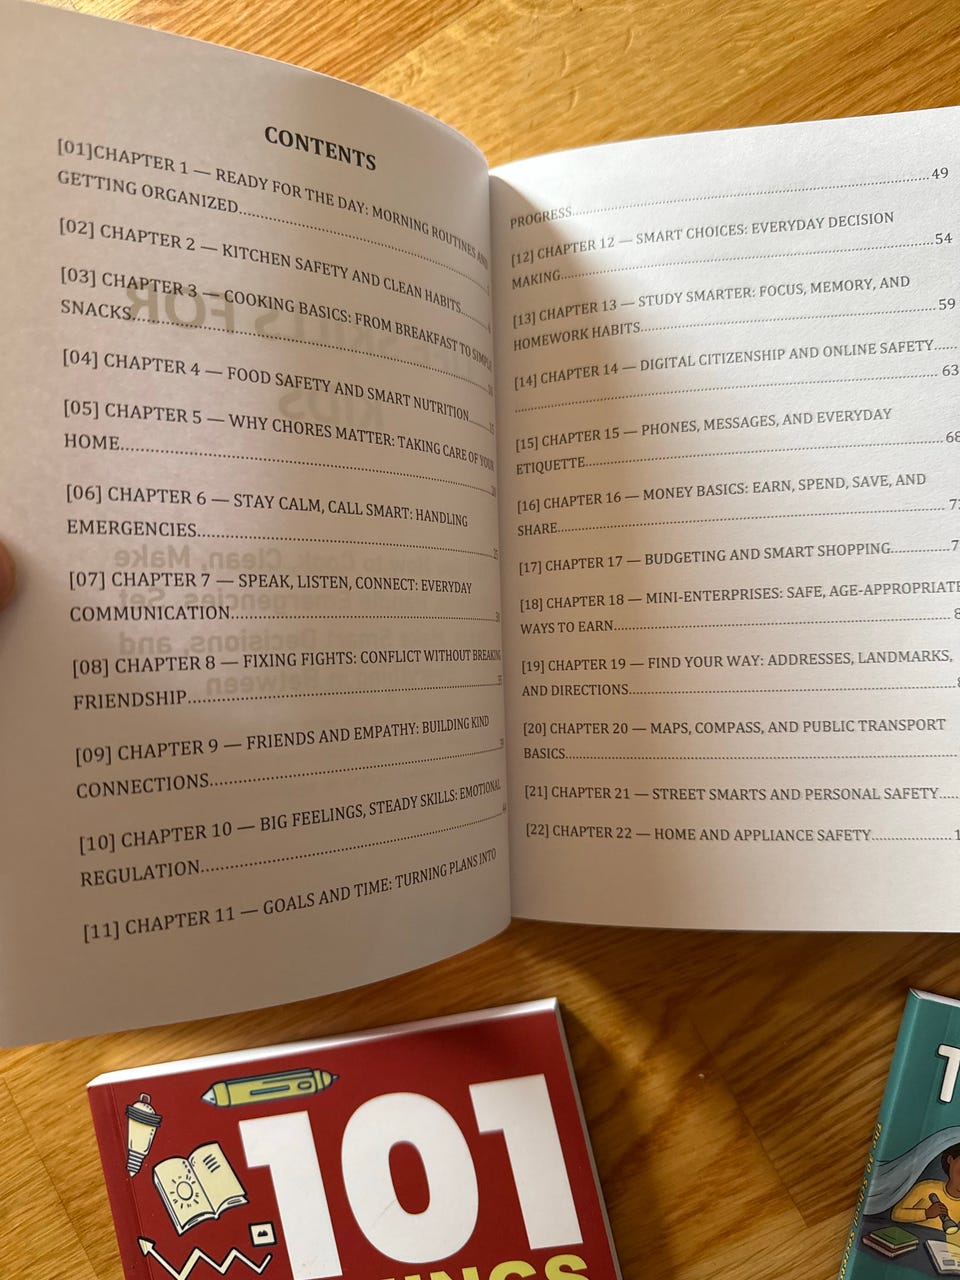 CONTENTS
[01]CHAPTER 1 — READY FOR THE DAY: MORNING ROUTINES AND
GETTING ORGANIZED
[02] CHAPTER 2 — KITCHEN SAFETY AND CLEAN HABITS
[03] CHAPTER 3 — COOKING BASICS: FROM BREAKFAST TO SIMPLE
SNACKS
[04] CHAPTER 4 — FOOD SAFETY AND SMART NUTRITION
[05] CHAPTER 5 — WHY CHORES MATTER: TAKING CARE OF YOUR
HOME
[06] CHAPTER 6 — STAY CALM, CALL SMART: HANDLING
EMERGENCIES
[07] CHAPTER 7 — SPEAK, LISTEN, CONNECT: EVERYDAY
COMMUNICATION
[08] CHAPTER 8 — FIXING FIGHTS: CONFLICT WITHOUT BREAKING
FRIENDSHIP
[09] CHAPTER 9 — FRIENDS AND EMPATHY: BUILDING KIND
CONNECTIONS
[10] CHAPTER 10 — BIG FEELINGS, STEADY SKILLS: EMOTIONAL
REGULATION
[11] CHAPTER 11 — GOALS AND TIME: TURNING PLANS INTO
PROGRESS 49
[12] CHAPTER 12 — SMART CHOICES: EVERYDAY DECISION
MAKING 54
[13] CHAPTER 13 — STUDY SMARTER: FOCUS, MEMORY, AND
HOMEWORK HABITS 59
[14] CHAPTER 14 — DIGITAL CITIZENSHIP AND ONLINE SAFETY
63
[15] CHAPTER 15 — PHONES, MESSAGES, AND EVERYDAY
ETIQUETTE 68
[16] CHAPTER 16 — MONEY BASICS: EARN, SPEND, SAVE, AND
SHARE
[17] CHAPTER 17 — BUDGETING AND SMART SHOPPING
[18] CHAPTER 18 — MINI-ENTERPRISES: SAFE, AGE-APPROPRIATE
WAYS TO EARN
[19] CHAPTER 19 — FIND YOUR WAY: ADDRESSES, LANDMARKS,
AND DIRECTIONS
[20] CHAPTER 20 — MAPS, COMPASS, AND PUBLIC TRANSPORT
BASICS
[21] CHAPTER 21 — STREET SMARTS AND PERSONAL SAFETY
[22] CHAPTER 22 — HOME AND APPLIANCE SAFETY
101